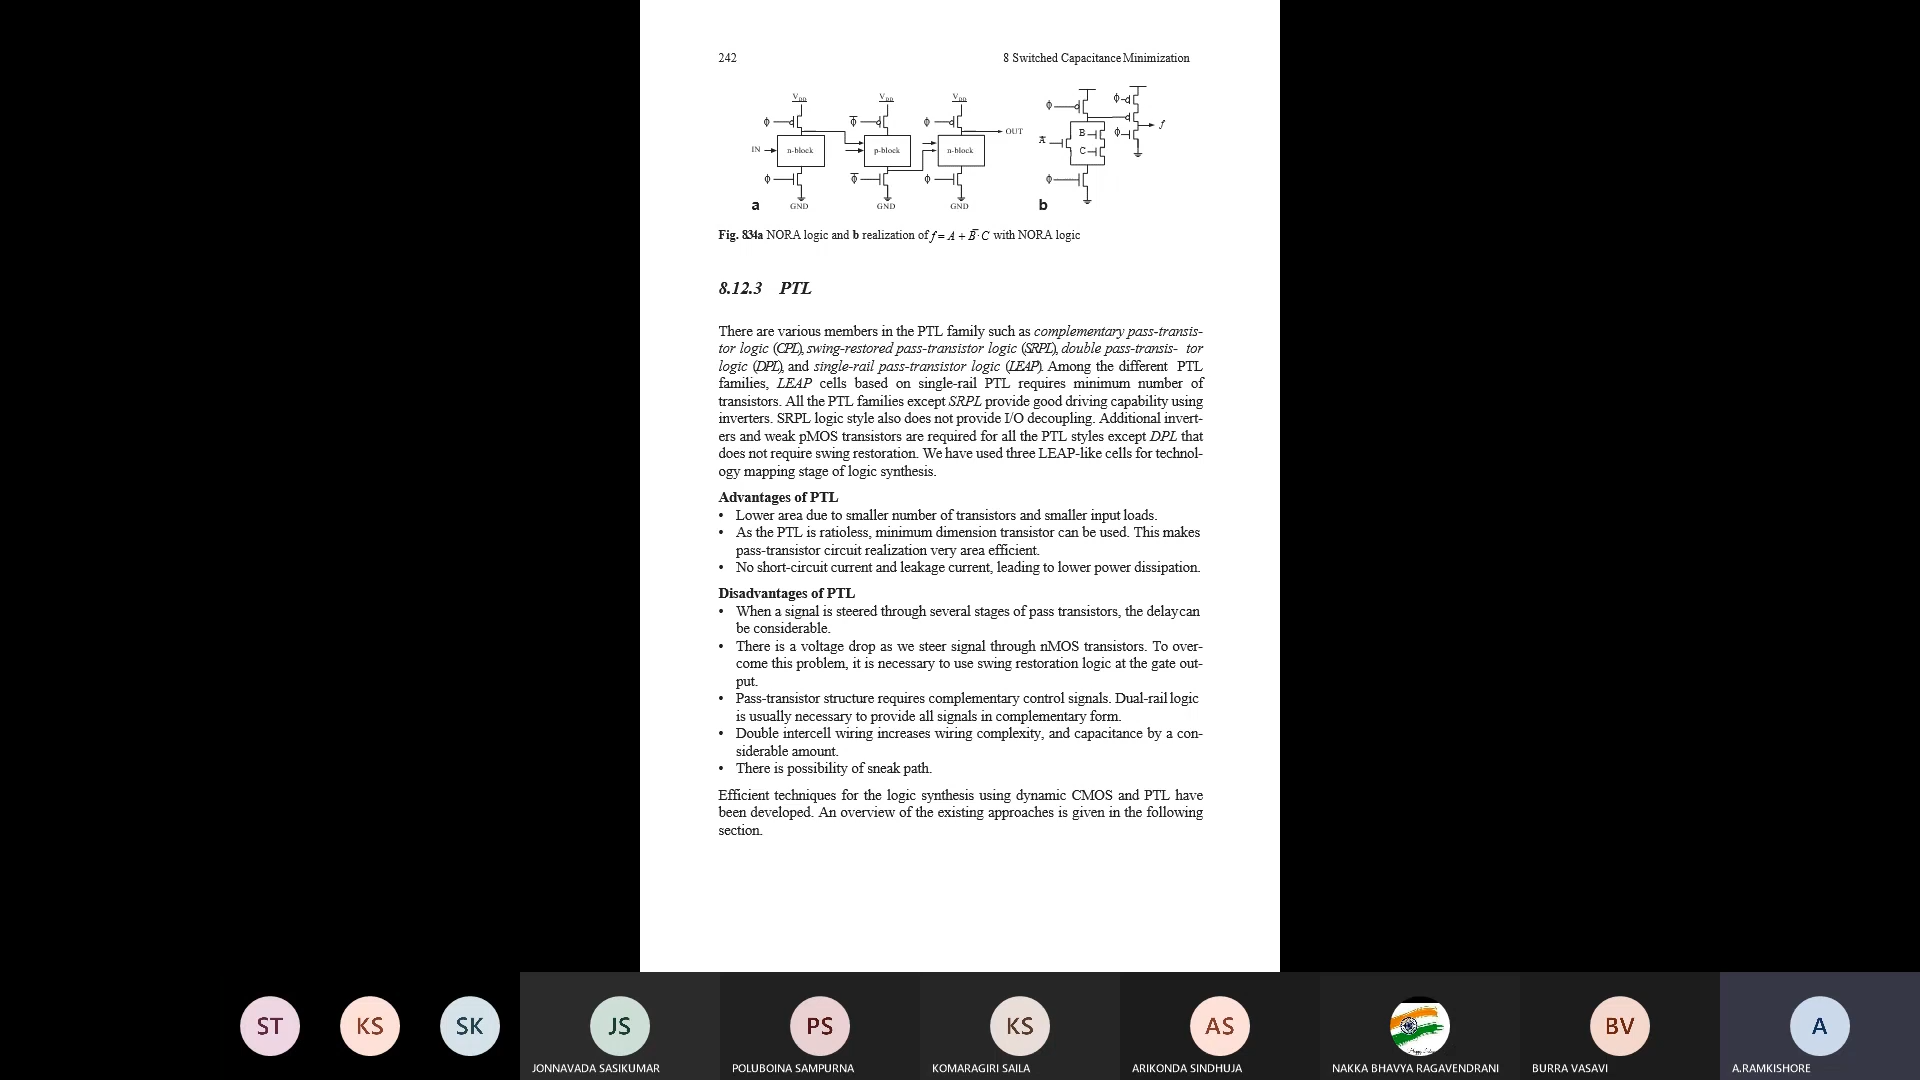 242
8 Switched Capacitance Minimization
VDD VDD VDD
ϕ ϕ̅ ϕ ϕ ϕ
OUT f
IN n-block p-block n-block A̅ B ϕ
C
ϕ ϕ̅ ϕ ϕ
a GND GND GND b
Fig. 8.34a NORA logic and b realization of f = A + B̅·C with NORA logic
8.12.3 PTL
There are various members in the PTL family such as complementary pass-transis-
tor logic (CPL), swing-restored pass-transistor logic (SRPL), double pass-transis- tor
logic (DPL), and single-rail pass-transistor logic (LEAP). Among the different PTL
families, LEAP cells based on single-rail PTL requires minimum number of
transistors. All the PTL families except SRPL provide good driving capability using
inverters. SRPL logic style also does not provide I/O decoupling. Additional invert-
ers and weak pMOS transistors are required for all the PTL styles except DPL that
does not require swing restoration. We have used three LEAP-like cells for technol-
ogy mapping stage of logic synthesis.
Advantages of PTL
• Lower area due to smaller number of transistors and smaller input loads.
• As the PTL is ratioless, minimum dimension transistor can be used. This makes
pass-transistor circuit realization very area efficient.
• No short-circuit current and leakage current, leading to lower power dissipation.
Disadvantages of PTL
• When a signal is steered through several stages of pass transistors, the delay can
be considerable.
• There is a voltage drop as we steer signal through nMOS transistors. To over-
come this problem, it is necessary to use swing restoration logic at the gate out-
put.
• Pass-transistor structure requires complementary control signals. Dual-rail logic
is usually necessary to provide all signals in complementary form.
• Double intercell wiring increases wiring complexity, and capacitance by a con-
siderable amount.
• There is possibility of sneak path.
Efficient techniques for the logic synthesis using dynamic CMOS and PTL have
been developed. An overview of the existing approaches is given in the following
section.
ST KS SK JS PS KS AS BV A
JONNAVADA SASIKUMAR POLUBOINA SAMPURNA KOMARAGIRI SAILA ARIKONDA SINDHUJA NAKKA BHAVYA RAGAVENDRANI BURRA VASAVI A.RAMKISHORE